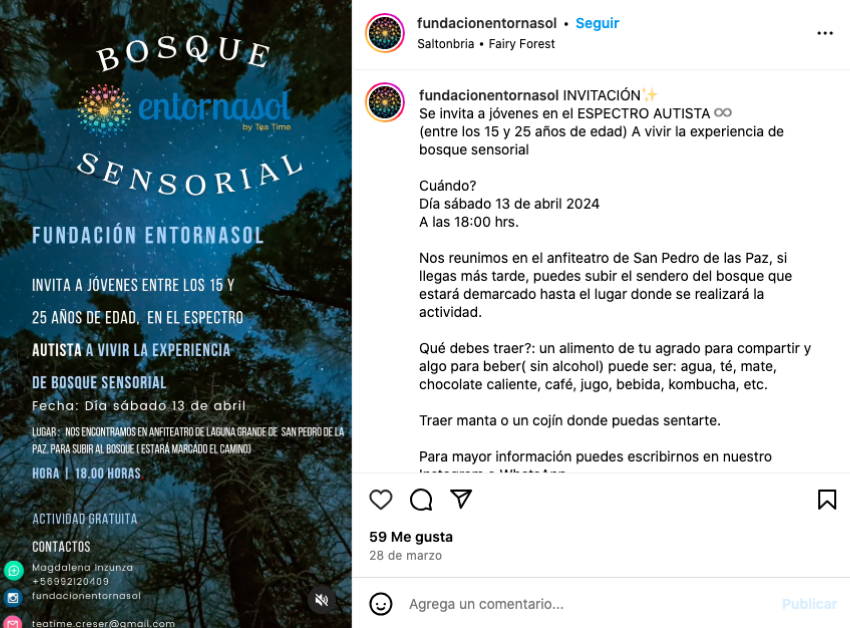 BOSQUE
entornasol
by Tea Time
SENSORIAL
FUNDACIÓN ENTORNASOL
INVITA A JÓVENES ENTRE LOS 15 Y
25 AÑOS DE EDAD, EN EL ESPECTRO
AUTISTA A VIVIR LA EXPERIENCIA
DE BOSQUE SENSORIAL
Fecha: Día sábado 13 de abril
LUGAR : NOS ENCONTRAMOS EN ANFITEATRO DE LAGUNA GRANDE DE SAN PEDRO DE LA
PAZ. PARA SUBIR AL BOSQUE ( ESTARÁ MARCADO EL CAMINO)
HORA | 18.00 HORAS.
ACTIVIDAD GRATUITA
CONTACTOS
Magdalena Inzunza
+56992120409
fundacionentornasol
teatime.creser@gmail.com
fundacionentornasol • Seguir
Saltonbria • Fairy Forest
fundacionentornasol INVITACIÓN✨
Se invita a jóvenes en el ESPECTRO AUTISTA ♾
(entre los 15 y 25 años de edad) A vivir la experiencia de
bosque sensorial
Cuándo?
Día sábado 13 de abril 2024
A las 18:00 hrs.
Nos reunimos en el anfiteatro de San Pedro de las Paz, si
llegas más tarde, puedes subir el sendero del bosque que
estará demarcado hasta el lugar donde se realizará la
actividad.
Qué debes traer?: un alimento de tu agrado para compartir y
algo para beber( sin alcohol) puede ser: agua, té, mate,
chocolate caliente, café, jugo, bebida, kombucha, etc.
Traer manta o un cojín donde puedas sentarte.
Para mayor información puedes escribirnos en nuestro
Instagram o WhatsApp
59 Me gusta
28 de marzo
Agrega un comentario...
Publicar